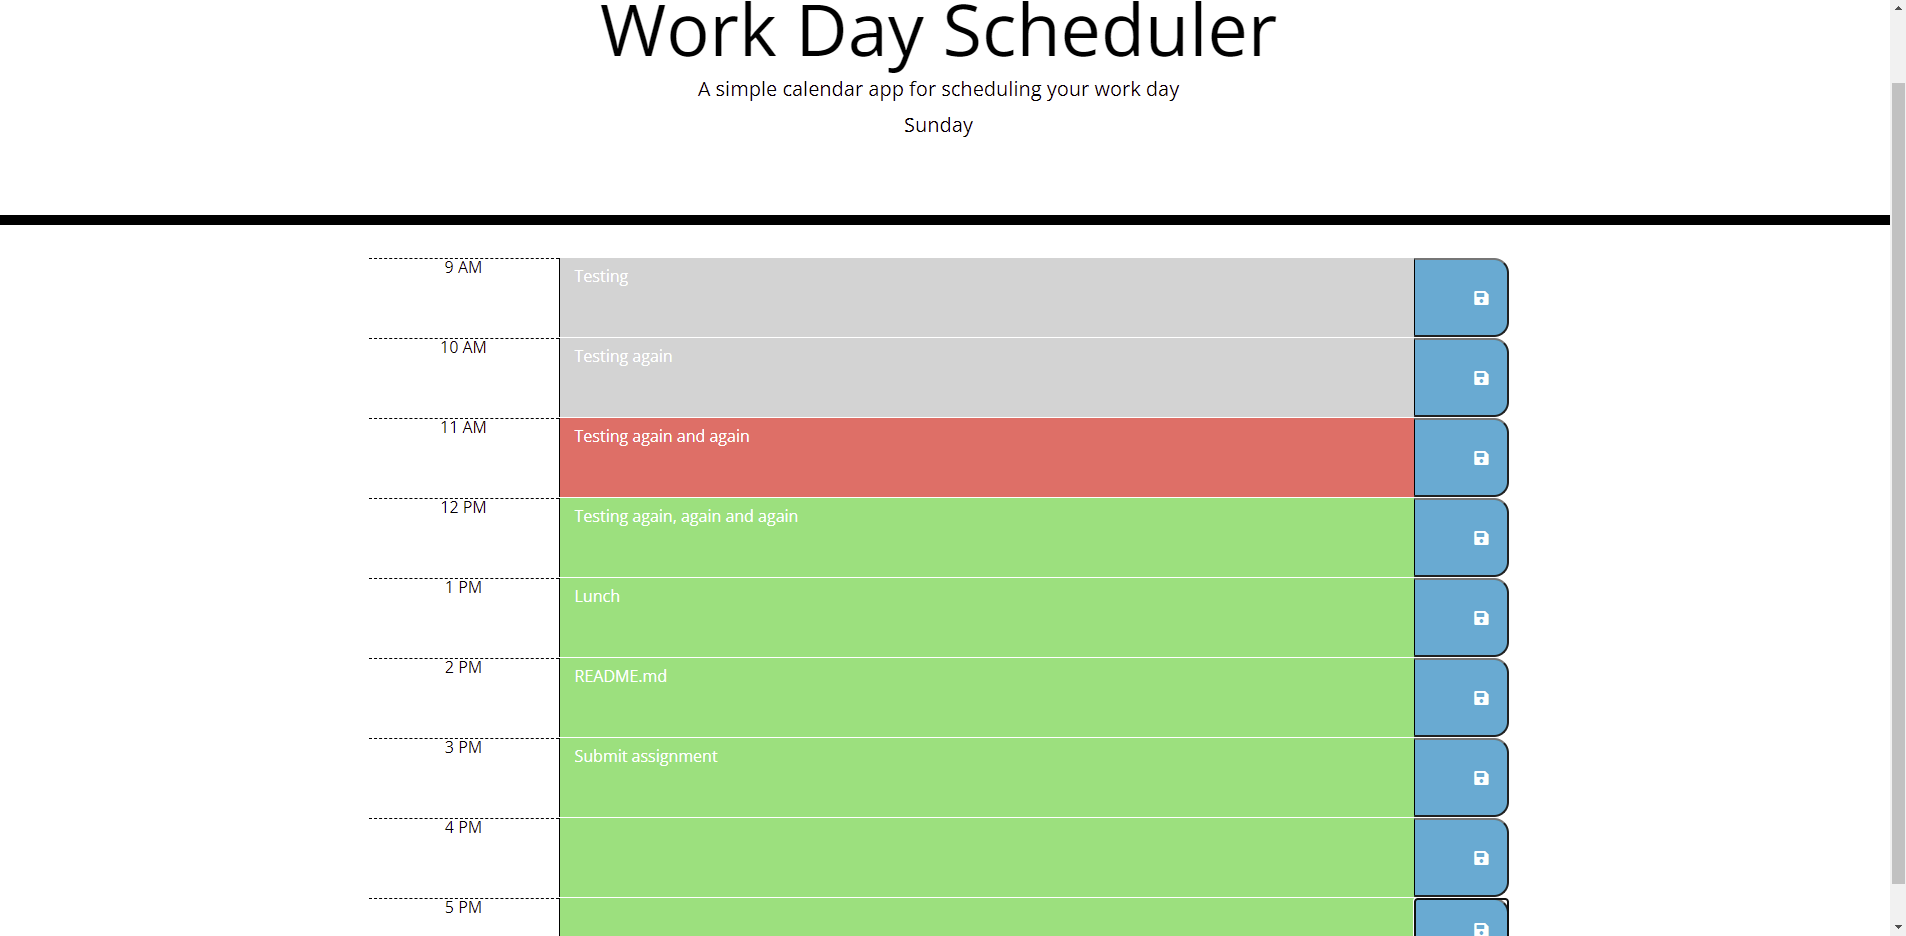 Work Day Scheduler
A simple calendar app for scheduling your work day
Sunday
9 AM
Testing
10 AM
Testing again
11 AM
Testing again and again
12 PM
Testing again, again and again
1 PM
Lunch
2 PM
README.md
3 PM
Submit assignment
4 PM
5 PM